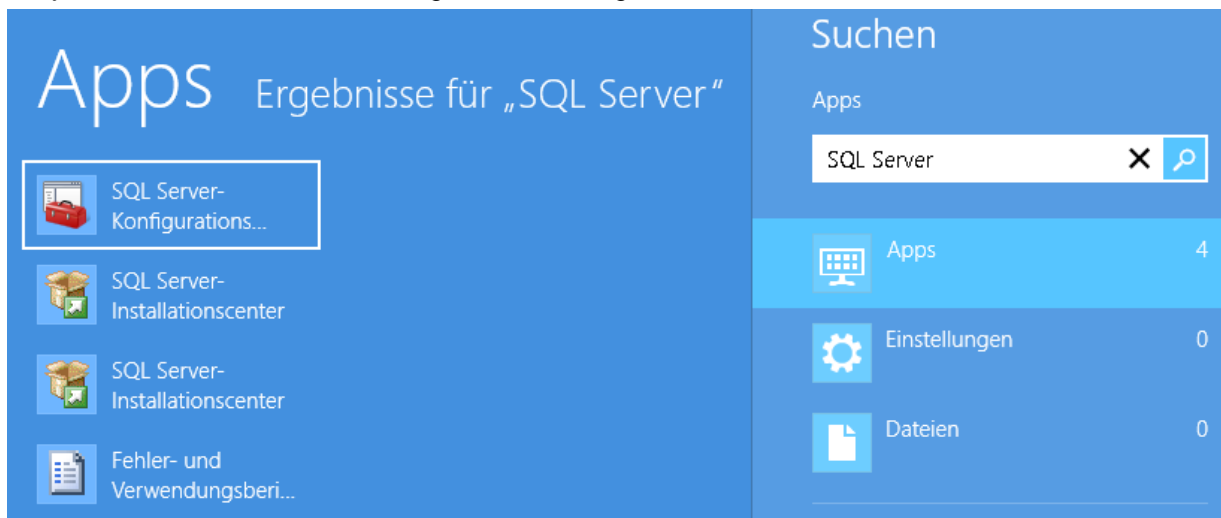 Apps Ergebnisse für „SQL Server"
SQL Server-
Konfigurations...
SQL Server-
Installationscenter
SQL Server-
Installationscenter
Fehler- und
Verwendungsberi...
Suchen
Apps
SQL Server
Apps 4
Einstellungen 0
Dateien 0